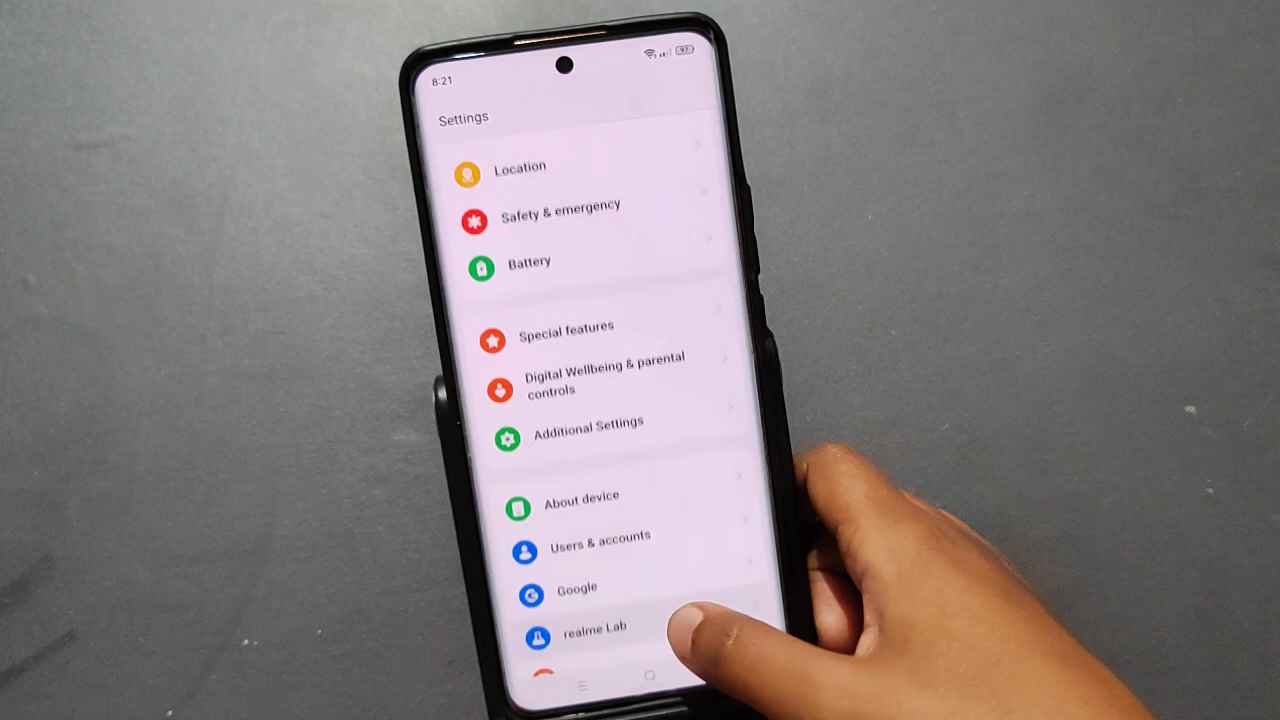 8:21
97
Settings
Location
Safety & emergency
Battery
Special features
Digital Wellbeing & parental
controls
Additional Settings
About device
Users & accounts
Google
realme Lab